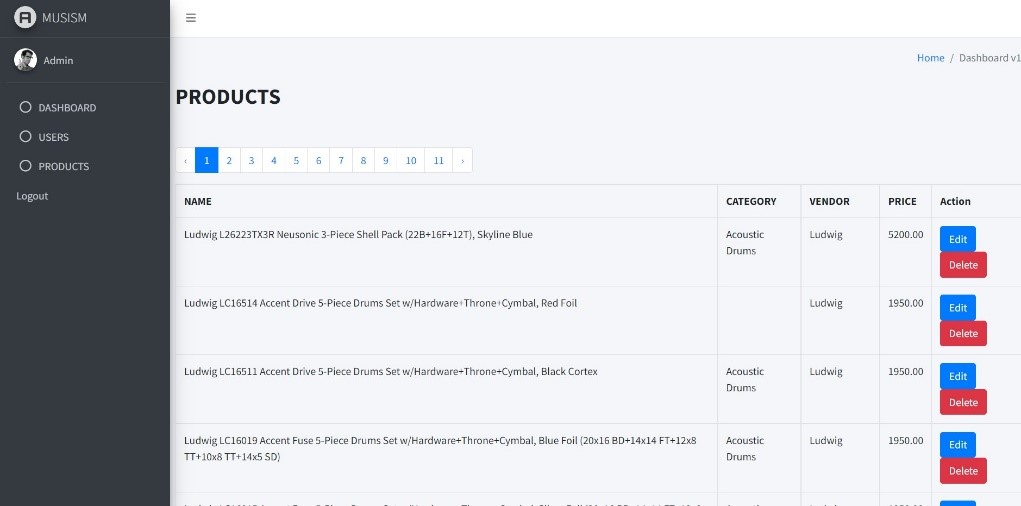 MUSISM
Admin
DASHBOARD
USERS
PRODUCTS
Logout
Home / Dashboard v1
PRODUCTS
‹ 1 2 3 4 5 6 7 8 9 10 11 ›
NAME CATEGORY VENDOR PRICE Action
Ludwig L26223TX3R Neusonic 3-Piece Shell Pack (22B+16F+12T), Skyline Blue Acoustic Ludwig 5200.00 Edit
Drums
Delete
Ludwig LC16514 Accent Drive 5-Piece Drums Set w/Hardware+Throne+Cymbal, Red Foil Ludwig 1950.00 Edit
Delete
Ludwig LC16511 Accent Drive 5-Piece Drums Set w/Hardware+Throne+Cymbal, Black Cortex Acoustic Ludwig 1950.00 Edit
Drums
Delete
Ludwig LC16019 Accent Fuse 5-Piece Drums Set w/Hardware+Throne+Cymbal, Blue Foil (20x16 BD+14x14 FT+12x8 Acoustic Ludwig 1950.00 Edit
TT+10x8 TT+14x5 SD) Drums
Delete